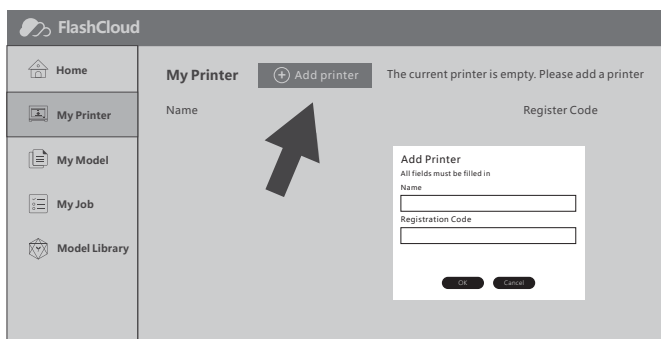 FlashCloud
Home
My Printer
My Model
My Job
Model Library
My Printer
Add printer
The current printer is empty. Please add a printer
Name
Register Code
Add Printer
All fields must be filled in
Name
Registration Code
OK
Cancel